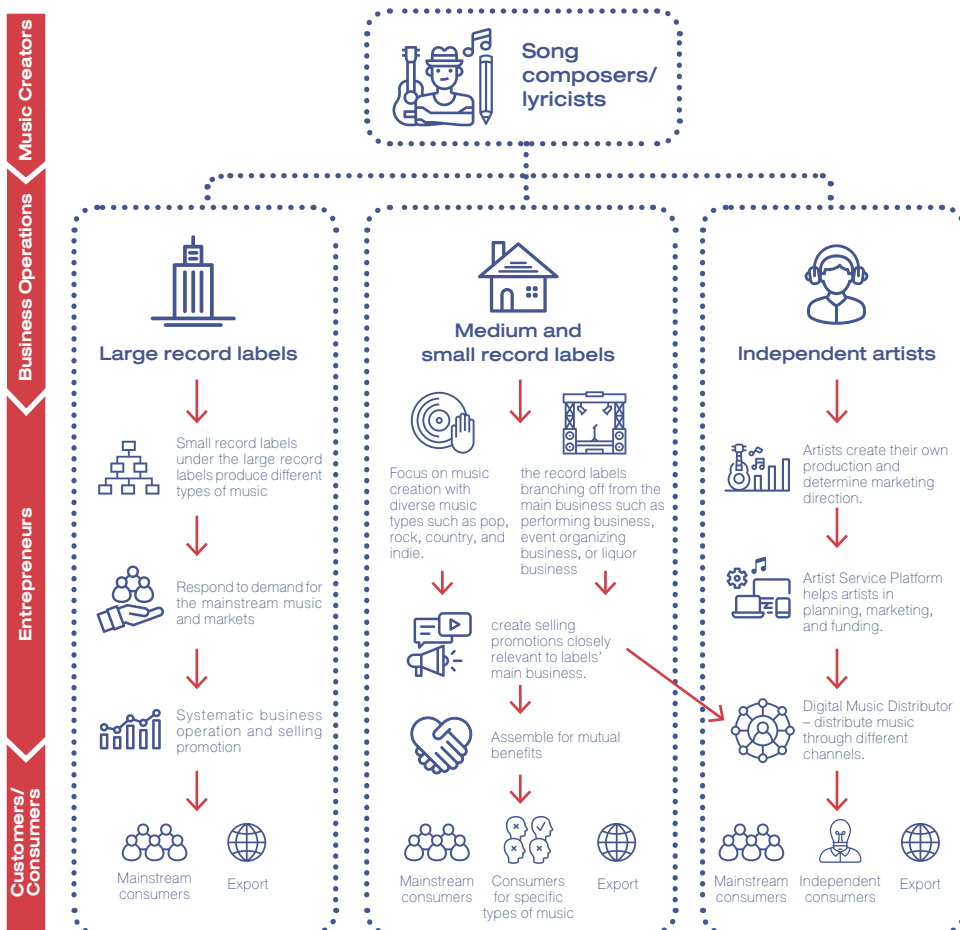 Music Creators
Business Operations
Entrepreneurs
Customers/
Consumers
Song
composers/
lyricists
Large record labels
Small record labels
under the large record
labels produce different
types of music
Respond to demand for
the mainstream music
and markets
Systematic business
operation and selling
promotion
Mainstream
consumers
Export
Medium and
small record labels
Focus on music
creation with
diverse music
types such as pop,
rock, country, and
indie.
the record labels
branching off from the
main business such as
performing business,
event organizing
business, or liquor
business
create selling
promotions closely
relevant to labels'
main business.
Assemble for mutual
benefits
Mainstream
consumers
Consumers
for specific
types of music
Export
Independent artists
Artists create their own
production and
determine marketing
direction.
Artist Service Platform
helps artists in
planning, marketing,
and funding.
Digital Music Distributor
– distribute music
through different
channels.
Mainstream
consumers
Independent
consumers
Export